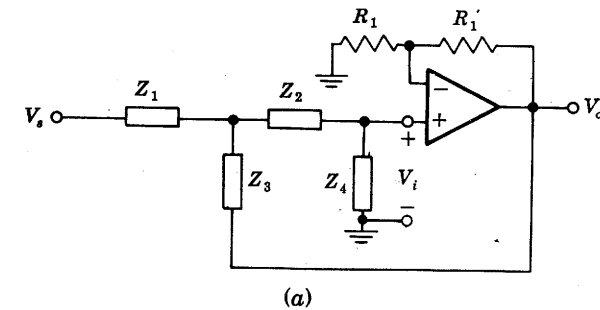 R₁ R₁′
Z₁ Z₂
Vₛ − Vₒ
+ +
Z₃ Z₄ Vᵢ
−
(a)